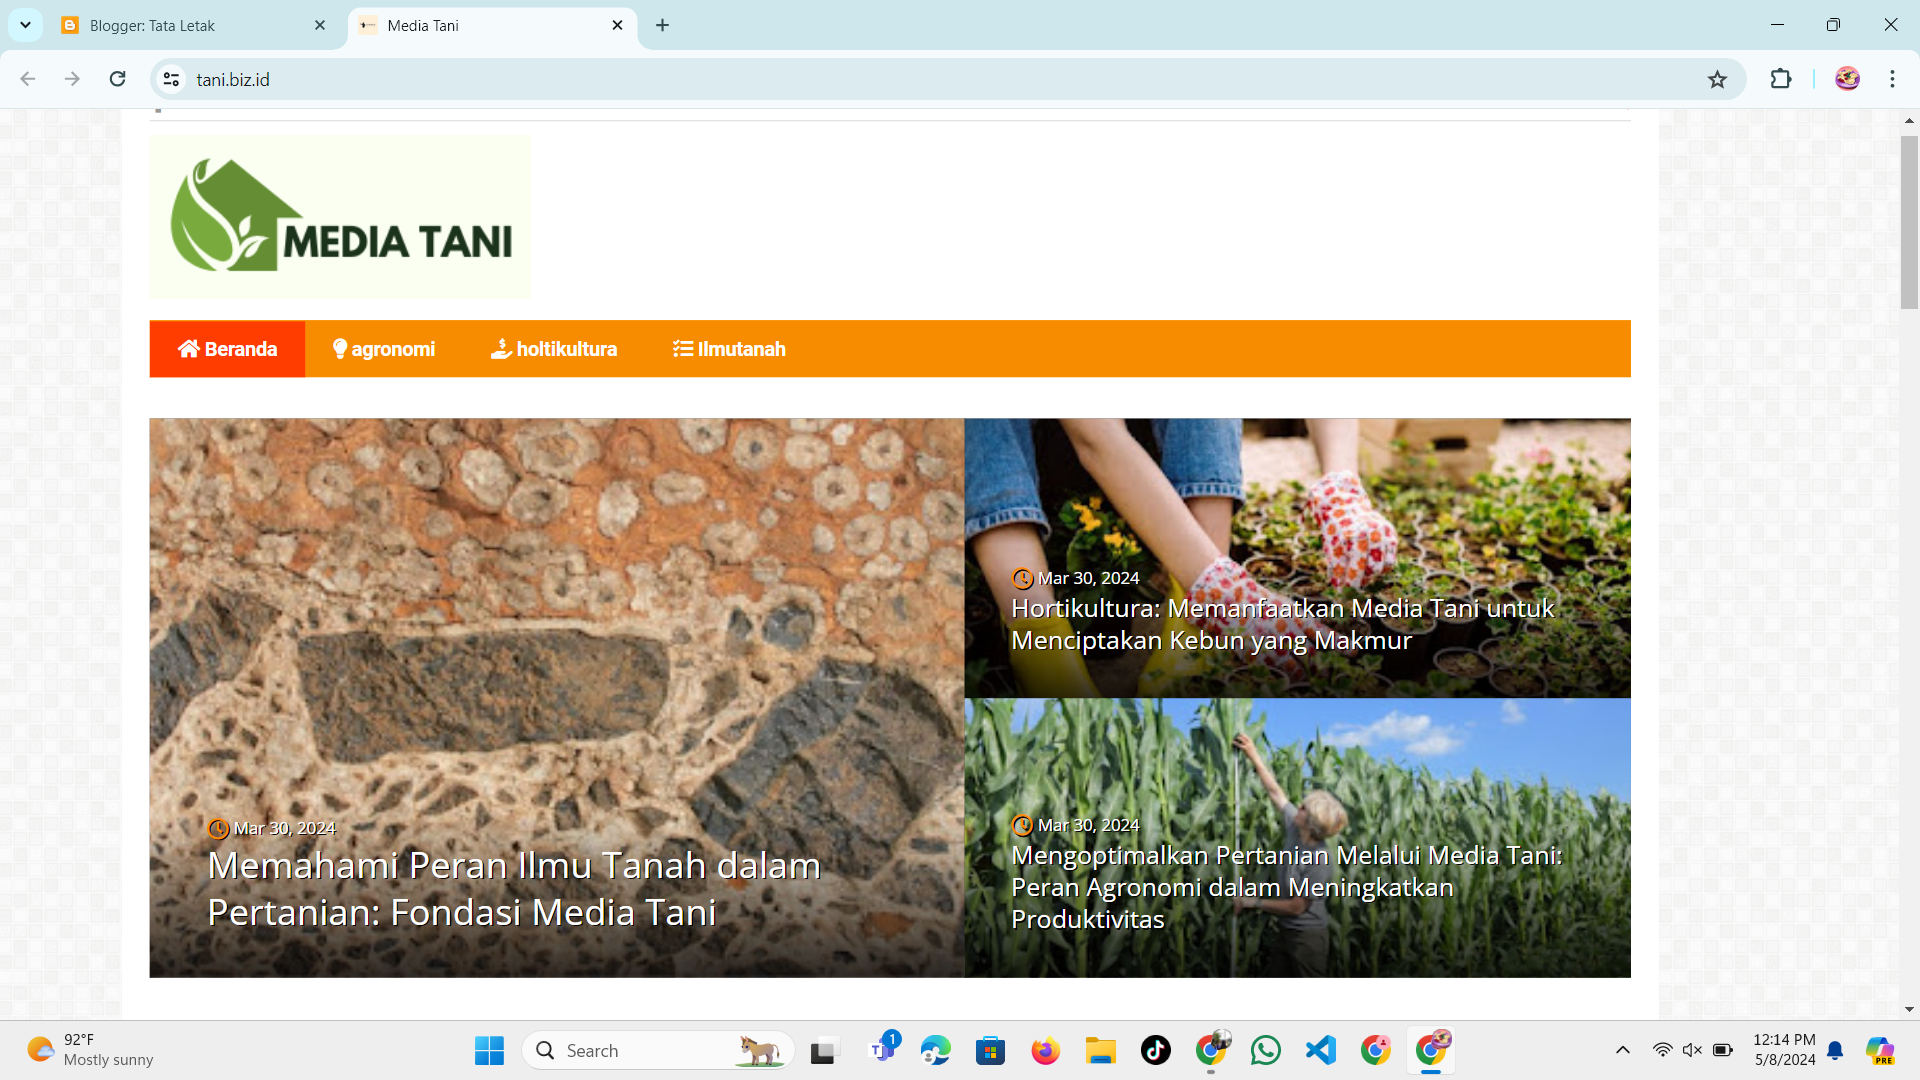 Blogger: Tata Letak
Media Tani
tani.biz.id
MEDIA TANI
Beranda
agronomi
holtikultura
Ilmutanah
Mar 30, 2024
Memahami Peran Ilmu Tanah dalam
Pertanian: Fondasi Media Tani
Mar 30, 2024
Hortikultura: Memanfaatkan Media Tani untuk
Menciptakan Kebun yang Makmur
Mar 30, 2024
Mengoptimalkan Pertanian Melalui Media Tani:
Peran Agronomi dalam Meningkatkan
Produktivitas
92°F
Mostly sunny
Search
1
12:14 PM
5/8/2024
PRE